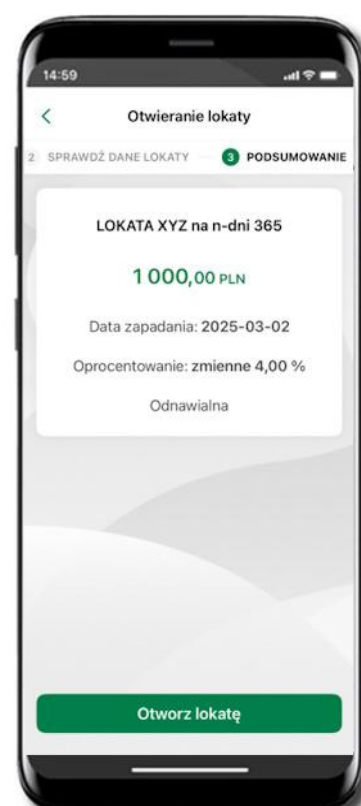 14:59
Otwieranie lokaty
2 SPRAWDŹ DANE LOKATY 3 PODSUMOWANIE
LOKATA XYZ na n-dni 365
1 000,00 PLN
Data zapadania: 2025-03-02
Oprocentowanie: zmienne 4,00 %
Odnawialna
Otworz lokatę